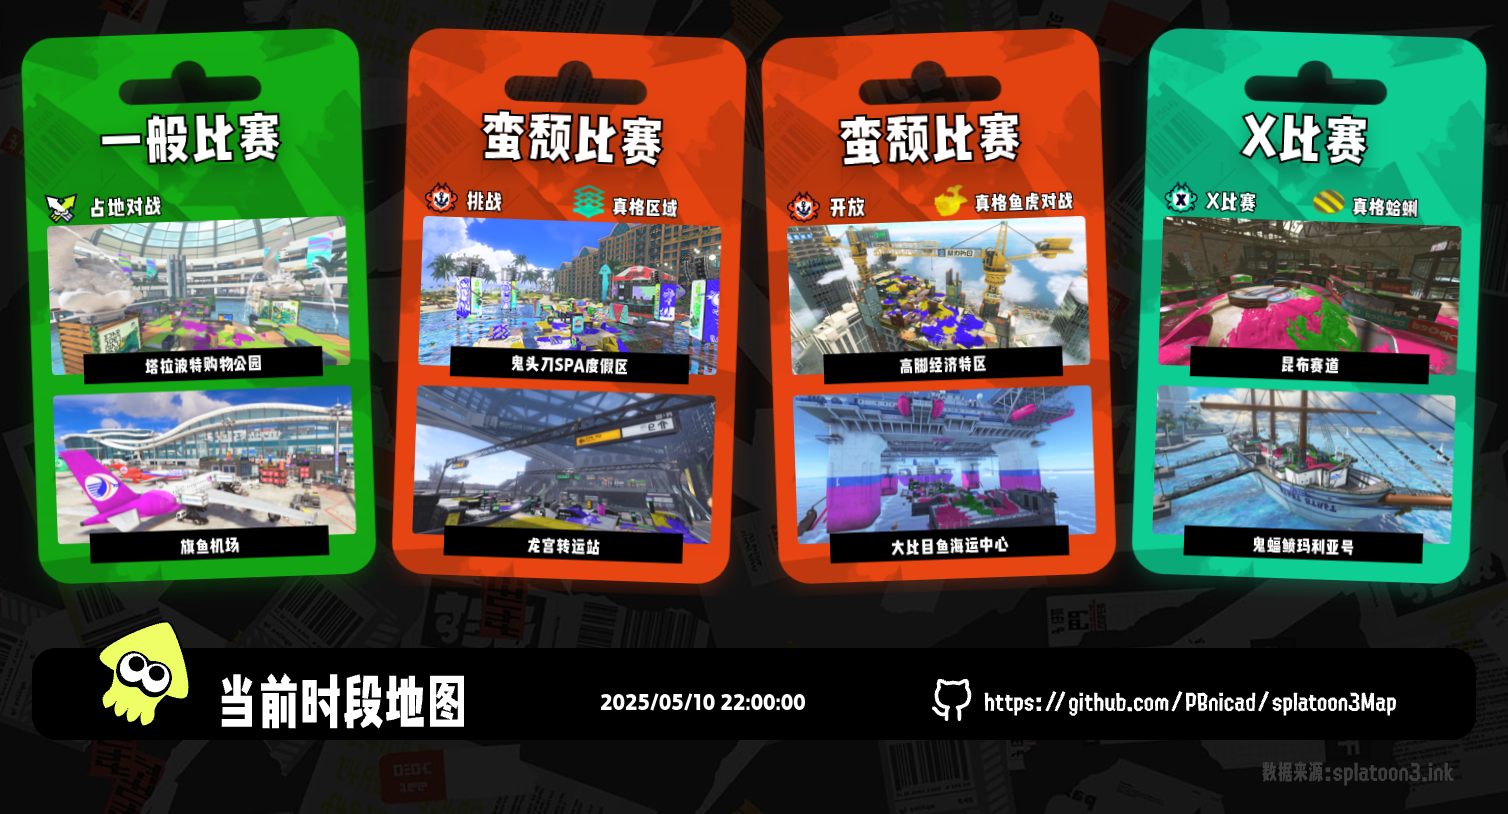 一般比赛
占地对战
塔拉波特购物公园
旗鱼机场
蛮颓比赛
挑战
真格区域
鬼头刀SPA度假区
龙宫转运站
蛮颓比赛
开放
真格鱼虎对战
高脚经济特区
大比目鱼海运中心
X比赛
X比赛
真格蛤蜊
昆布赛道
鬼蝠鲼玛利亚号
当前时段地图
2025/05/10 22:00:00
https://github.com/PBnicad/splatoon3Map
数据来源:splatoon3.ink